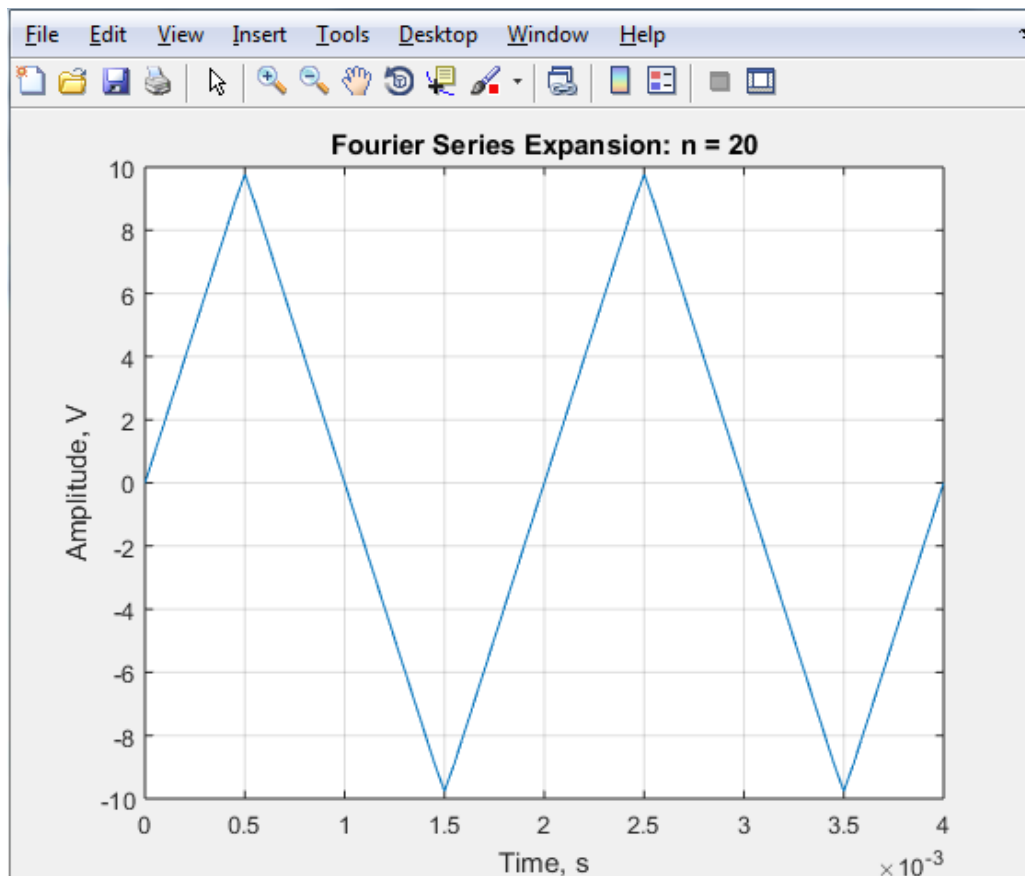 File Edit View Insert Tools Desktop Window Help
Fourier Series Expansion: n = 20
10
8
6
4
2
0
-2
-4
-6
-8
-10
Amplitude, V
0 0.5 1 1.5 2 2.5 3 3.5 4
Time, s
×10⁻³